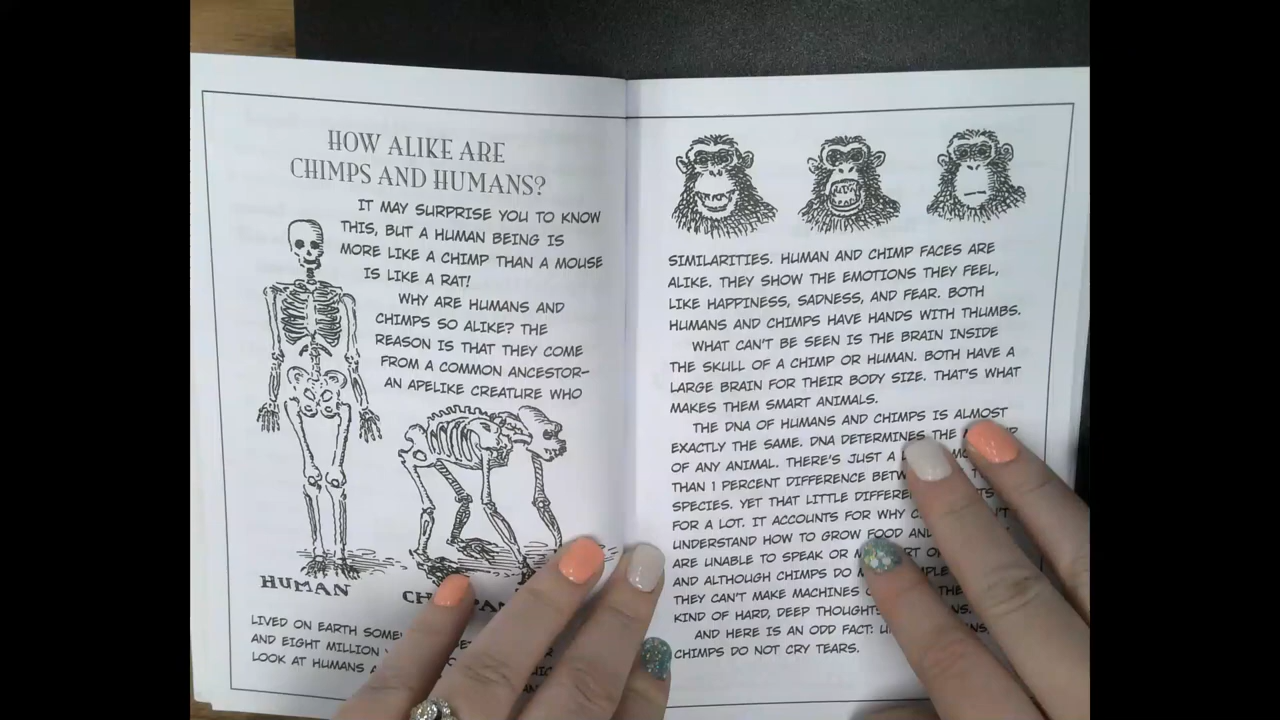 HOW ALIKE ARE
CHIMPS AND HUMANS?
IT MAY SURPRISE YOU TO KNOW
THIS, BUT A HUMAN BEING IS
MORE LIKE A CHIMP THAN A MOUSE
IS LIKE A RAT!
WHY ARE HUMANS AND
CHIMPS SO ALIKE? THE
REASON IS THAT THEY COME
FROM A COMMON ANCESTOR–
AN APELIKE CREATURE WHO
HUMAN
LIVED ON EARTH
AND EIGHT MILLION
LOOK AT HUMANS
SIMILARITIES. HUMAN AND CHIMP FACES ARE
ALIKE. THEY SHOW THE EMOTIONS THEY FEEL,
LIKE HAPPINESS, SADNESS, AND FEAR. BOTH
HUMANS AND CHIMPS HAVE HANDS WITH THUMBS.
WHAT CAN'T BE SEEN IS THE BRAIN INSIDE
THE SKULL OF A CHIMP OR HUMAN. BOTH HAVE A
LARGE BRAIN FOR THEIR BODY SIZE. THAT'S WHAT
MAKES THEM SMART ANIMALS.
THE DNA OF HUMANS AND CHIMPS IS ALMOST
EXACTLY THE SAME. DNA DETERMINES THE
OF ANY ANIMAL. THERE'S JUST A
THAN 1 PERCENT DIFFERENCE
SPECIES. YET THAT LITTLE
FOR A LOT. IT ACCOUNTS FOR WHY
UNDERSTAND HOW TO GROW FOOD
ARE UNABLE TO SPEAK OR
AND ALTHOUGH CHIMPS DO
THEY CAN'T MAKE MACHINES
KIND OF HARD, DEEP
AND HERE IS AN ODD FACT:
CHIMPS DO NOT CRY TEARS.